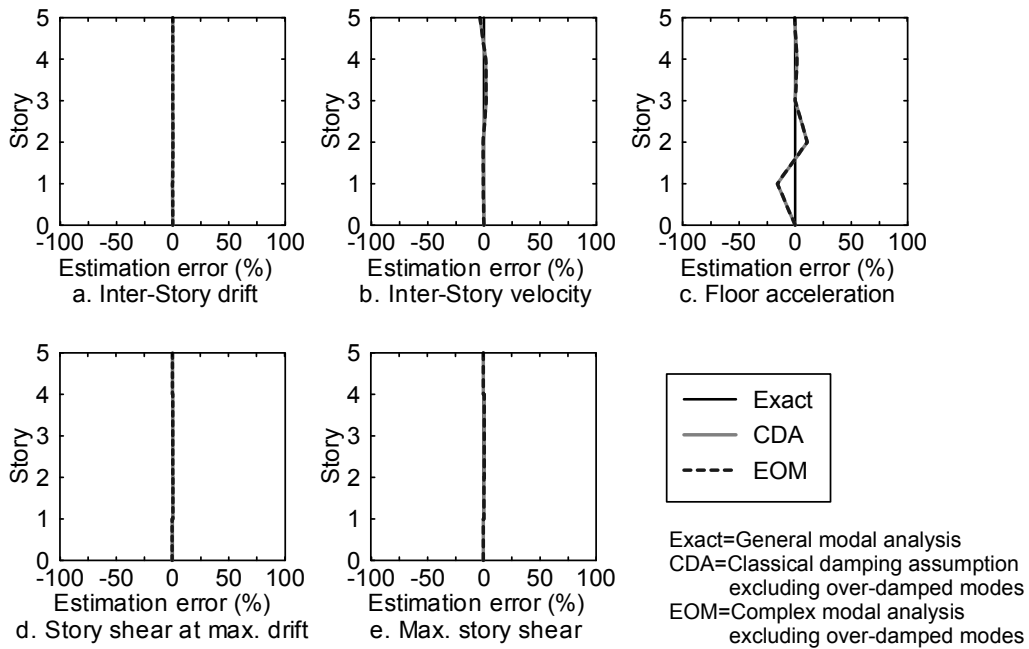 5
4
3
2
1
0
Story
-100 -50 0 50 100
Estimation error (%)
a. Inter-Story drift
5
4
3
2
1
0
Story
-100 -50 0 50 100
Estimation error (%)
b. Inter-Story velocity
5
4
3
2
1
0
Story
-100 -50 0 50 100
Estimation error (%)
c. Floor acceleration
5
4
3
2
1
0
Story
-100 -50 0 50 100
Estimation error (%)
d. Story shear at max. drift
5
4
3
2
1
0
Story
-100 -50 0 50 100
Estimation error (%)
e. Max. story shear
Exact
CDA
EOM
Exact=General modal analysis
CDA=Classical damping assumption
excluding over-damped modes
EOM=Complex modal analysis
excluding over-damped modes